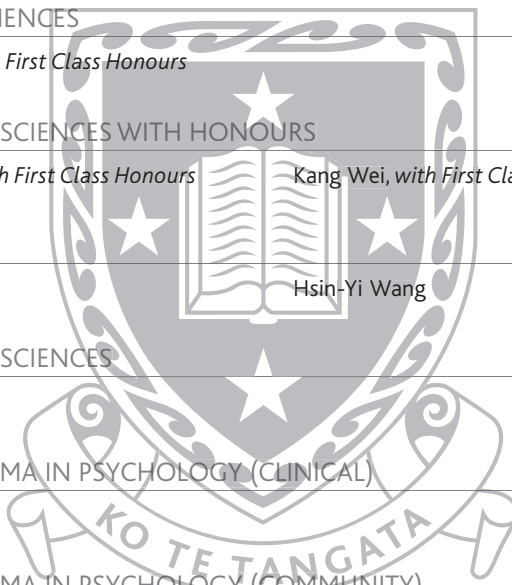 IENCES
First Class Honours
SCIENCES WITH HONOURS
h First Class Honours Kang Wei, with First Cla
Hsin-Yi Wang
SCIENCES
MA IN PSYCHOLOGY (CLINICAL)
KO TE TANGATA
MA IN PSYCHOLOGY (COMMUNITY)